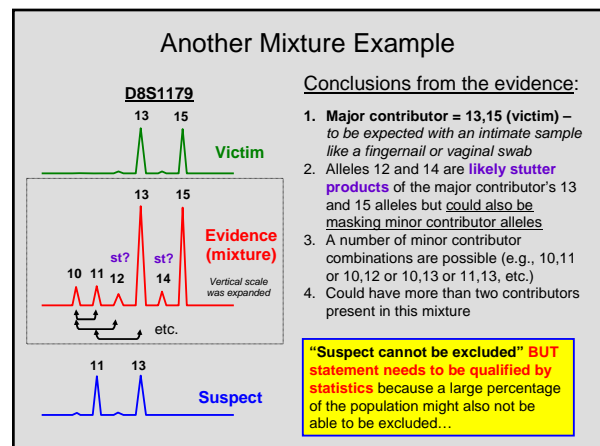 Another Mixture Example
D8S1179
13 15
Victim
13 15
Evidence
(mixture)
Vertical scale
was expanded
st? st?
10 11 12 14
etc.
11 13
Suspect
Conclusions from the evidence:
1. Major contributor = 13,15 (victim) –
to be expected with an intimate sample
like a fingernail or vaginal swab
2. Alleles 12 and 14 are likely stutter
products of the major contributor's 13
and 15 alleles but could also be
masking minor contributor alleles
3. A number of minor contributor
combinations are possible (e.g., 10,11
or 10,12 or 10,13 or 11,13, etc.)
4. Could have more than two contributors
present in this mixture
"Suspect cannot be excluded" BUT
statement needs to be qualified by
statistics because a large percentage
of the population might also not be
able to be excluded…